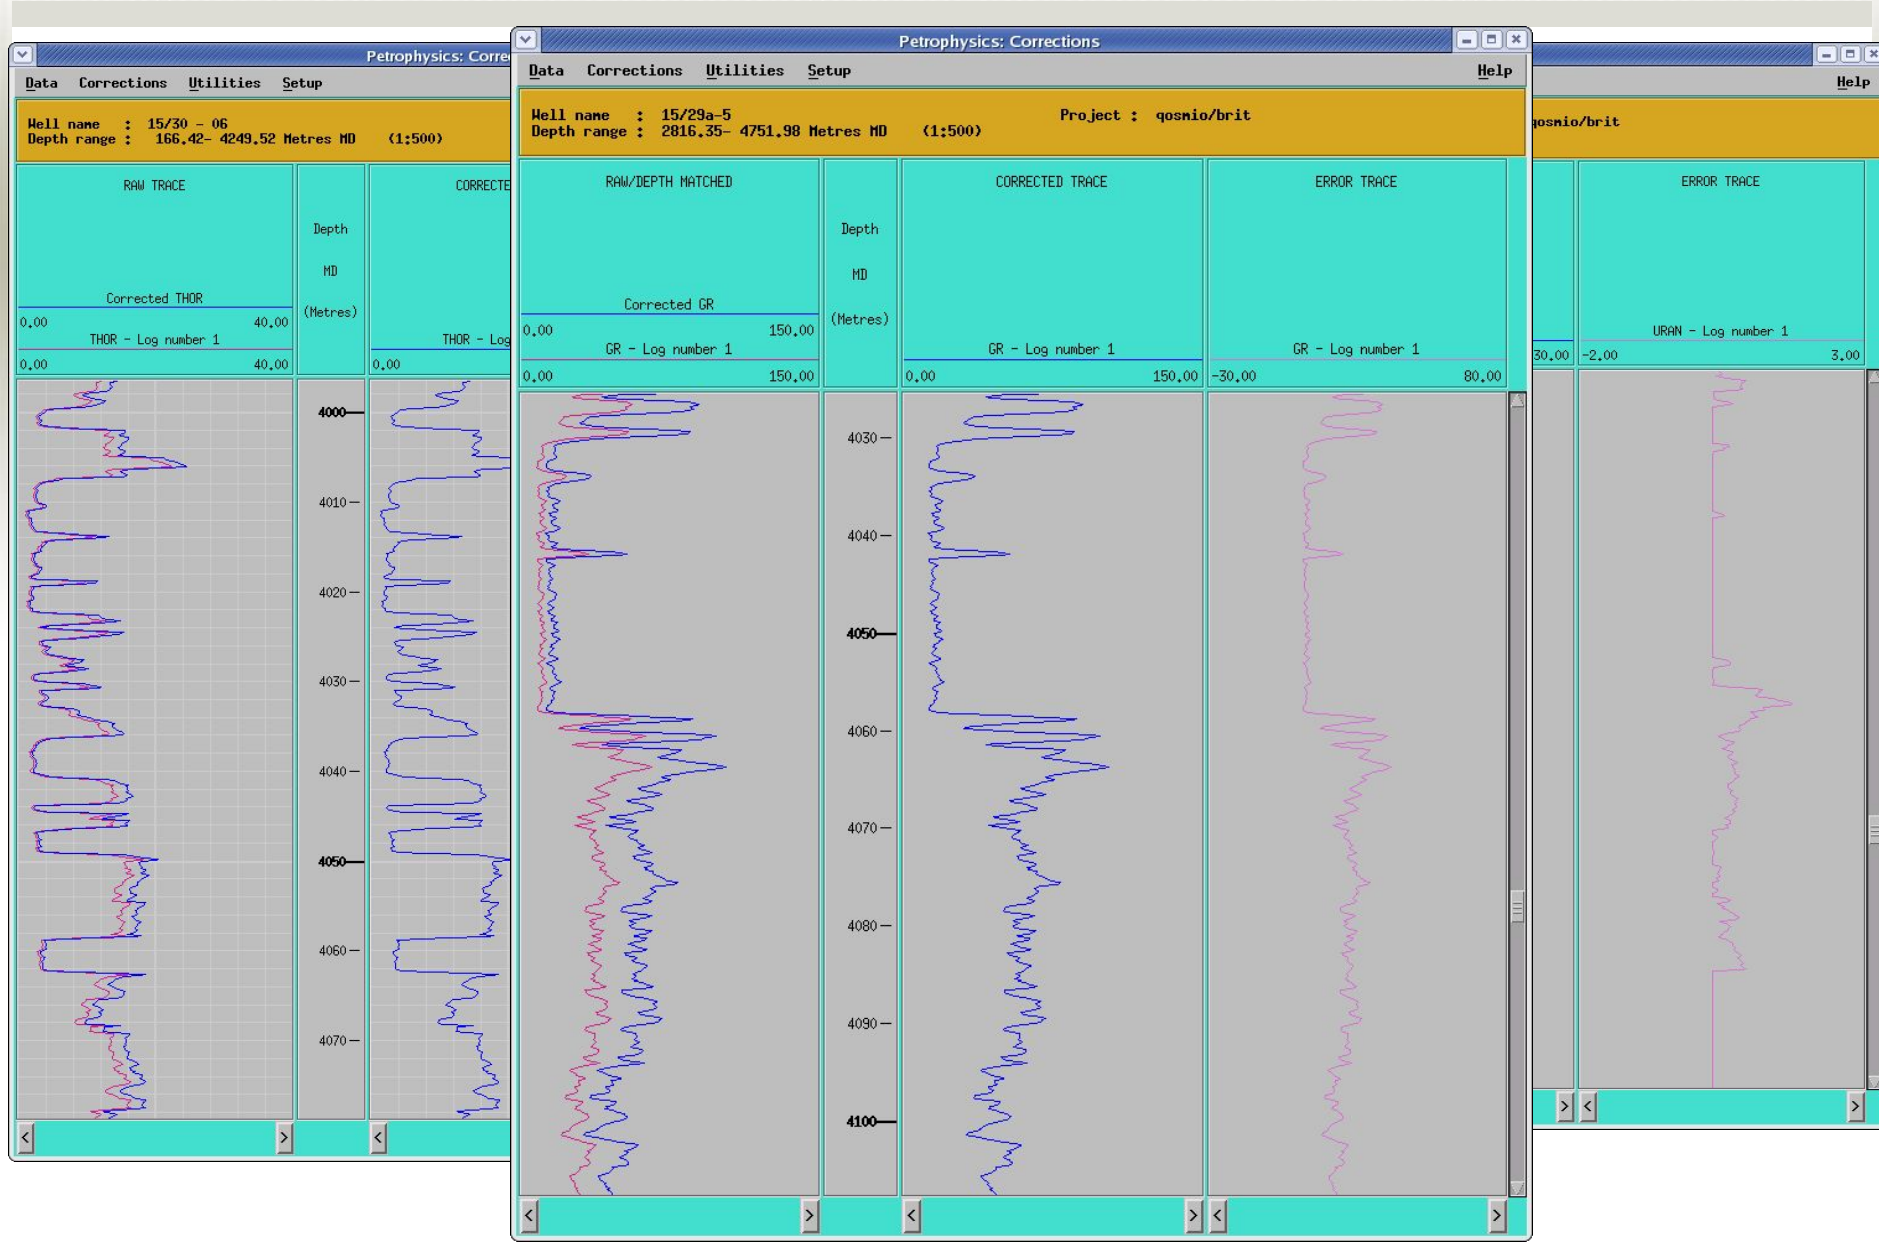 Petrophysics: Corre
Data Corrections Utilities Setup
Well name : 15/30 - 06
Depth range : 166.42- 4249.52 Metres MD (1:500)
RAW TRACE
Corrected THOR
0.00 40.00
THOR - Log number 1
0.00 40.00
Depth
MD
(Metres)
CORRECTE
THOR - Log
0.00
4000
4010
4020
4030
4040
4050
4060
4070
< >
<
Petrophysics: Corrections
Data Corrections Utilities Setup Help
Well name : 15/29a-5 Project : qosmio/brit
Depth range : 2816.35- 4751.98 Metres MD (1:500)
RAW/DEPTH MATCHED
Corrected GR
0.00 150.00
GR - Log number 1
0.00 150.00
Depth
MD
(Metres)
CORRECTED TRACE
GR - Log number 1
0.00 150.00
ERROR TRACE
GR - Log number 1
-30.00 80.00
4030
4040
4050
4060
4070
4080
4090
4100
< >
< >
< >
Help
qosmio/brit
30.00
ERROR TRACE
URAN - Log number 1
-2.00 3.00
>
< >